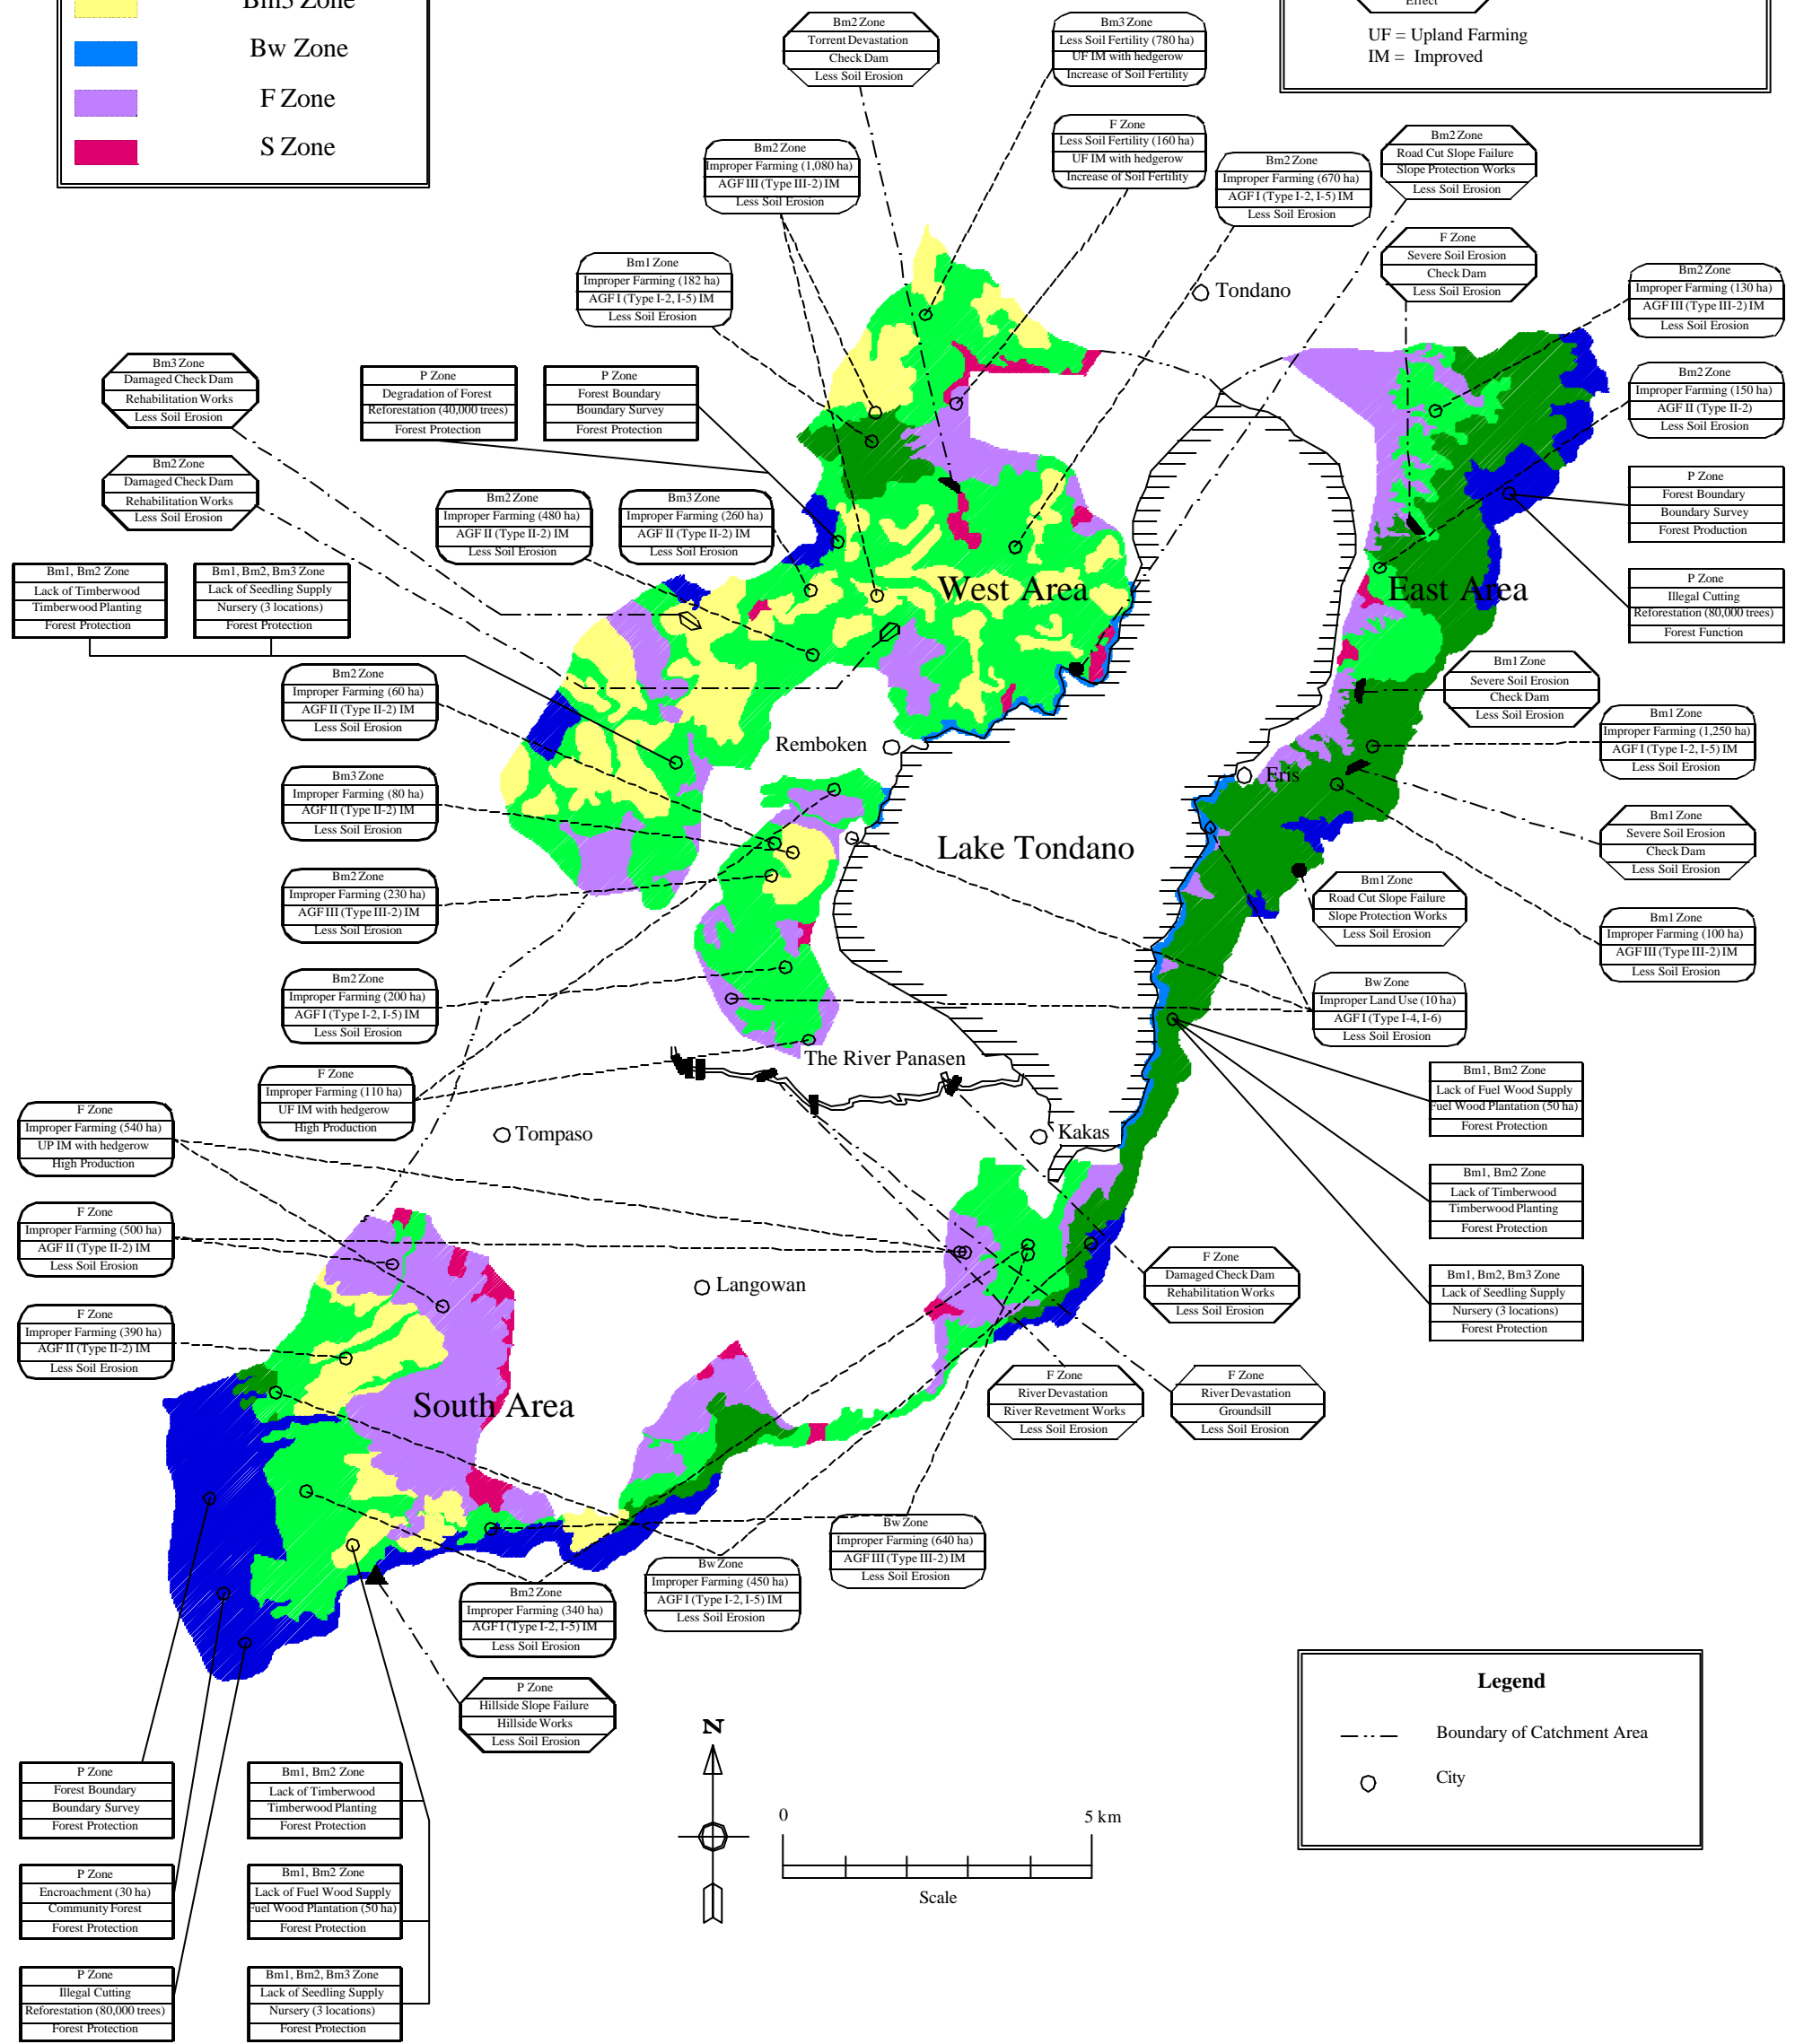 Bm3 Zone
Bw Zone
F Zone
S Zone
Effect
UF = Upland Farming
IM = Improved
Bm2 Zone
Torrent Devastation
Check Dam
Less Soil Erosion
Bm3 Zone
Less Soil Fertility (780 ha)
UF IM with hedgerow
Increase of Soil Fertility
F Zone
Less Soil Fertility (160 ha)
UF IM with hedgerow
Increase of Soil Fertility
Bm2 Zone
Improper Farming (1,080 ha)
AGF III (Type III-2) IM
Less Soil Erosion
Bm2 Zone
Improper Farming (670 ha)
AGF I (Type I-2, I-5) IM
Less Soil Erosion
Bm2 Zone
Road Cut Slope Failure
Slope Protection Works
Less Soil Erosion
F Zone
Severe Soil Erosion
Check Dam
Less Soil Erosion
Bm1 Zone
Improper Farming (182 ha)
AGF I (Type I-2, I-5) IM
Less Soil Erosion
Tondano
Bm2 Zone
Improper Farming (130 ha)
AGF III (Type III-2) IM
Less Soil Erosion
Bm3 Zone
Damaged Check Dam
Rehabilitation Works
Less Soil Erosion
P Zone
Degradation of Forest
Reforestation (40,000 trees)
Forest Protection
P Zone
Forest Boundary
Boundary Survey
Forest Protection
Bm2 Zone
Improper Farming (150 ha)
AGF II (Type II-2)
Less Soil Erosion
Bm2 Zone
Damaged Check Dam
Rehabilitation Works
Less Soil Erosion
Bm2 Zone
Improper Farming (480 ha)
AGF II (Type II-2) IM
Less Soil Erosion
Bm3 Zone
Improper Farming (260 ha)
AGF II (Type II-2) IM
Less Soil Erosion
P Zone
Forest Boundary
Boundary Survey
Forest Production
Bm1, Bm2 Zone
Lack of Timberwood
Timberwood Planting
Forest Protection
Bm1, Bm2, Bm3 Zone
Lack of Seedling Supply
Nursery (3 locations)
Forest Protection
West Area
East Area
P Zone
Illegal Cutting
Reforestation (80,000 trees)
Forest Function
Bm2 Zone
Improper Farming (60 ha)
AGF II (Type II-2) IM
Less Soil Erosion
Bm1 Zone
Severe Soil Erosion
Check Dam
Less Soil Erosion
Remboken
Eris
Bm1 Zone
Improper Farming (1,250 ha)
AGF I (Type I-2, I-5) IM
Less Soil Erosion
Bm3 Zone
Improper Farming (80 ha)
AGF II (Type II-2) IM
Less Soil Erosion
Lake Tondano
Bm1 Zone
Severe Soil Erosion
Check Dam
Less Soil Erosion
Bm2 Zone
Improper Farming (230 ha)
AGF III (Type III-2) IM
Less Soil Erosion
Bm1 Zone
Road Cut Slope Failure
Slope Protection Works
Less Soil Erosion
Bm1 Zone
Improper Farming (100 ha)
AGF III (Type III-2) IM
Less Soil Erosion
Bm2 Zone
Improper Farming (200 ha)
AGF I (Type I-2, I-5) IM
Less Soil Erosion
Bw Zone
Improper Land Use (10 ha)
AGF I (Type I-4, I-6)
Less Soil Erosion
The River Panasen
F Zone
Improper Farming (110 ha)
UF IM with hedgerow
High Production
Bm1, Bm2 Zone
Lack of Fuel Wood Supply
Fuel Wood Plantation (50 ha)
Forest Protection
F Zone
Improper Farming (540 ha)
UP IM with hedgerow
High Production
Tompaso
Kakas
Bm1, Bm2 Zone
Lack of Timberwood
Timberwood Planting
Forest Protection
F Zone
Improper Farming (500 ha)
AGF II (Type II-2) IM
Less Soil Erosion
Langowan
F Zone
Damaged Check Dam
Rehabilitation Works
Less Soil Erosion
Bm1, Bm2, Bm3 Zone
Lack of Seedling Supply
Nursery (3 locations)
Forest Protection
F Zone
Improper Farming (390 ha)
AGF II (Type II-2) IM
Less Soil Erosion
South Area
F Zone
River Devastation
River Revetment Works
Less Soil Erosion
F Zone
River Devastation
Groundsill
Less Soil Erosion
Bw Zone
Improper Farming (640 ha)
AGF III (Type III-2) IM
Less Soil Erosion
Bw Zone
Improper Farming (450 ha)
AGF I (Type I-2, I-5) IM
Less Soil Erosion
Bm2 Zone
Improper Farming (340 ha)
AGF I (Type I-2, I-5) IM
Less Soil Erosion
P Zone
Hillside Slope Failure
Hillside Works
Less Soil Erosion
Legend
Boundary of Catchment Area
City
N
0
5 km
Scale
P Zone
Forest Boundary
Boundary Survey
Forest Protection
Bm1, Bm2 Zone
Lack of Timberwood
Timberwood Planting
Forest Protection
P Zone
Encroachment (30 ha)
Community Forest
Forest Protection
Bm1, Bm2 Zone
Lack of Fuel Wood Supply
Fuel Wood Plantation (50 ha)
Forest Protection
P Zone
Illegal Cutting
Reforestation (80,000 trees)
Forest Protection
Bm1, Bm2, Bm3 Zone
Lack of Seedling Supply
Nursery (3 locations)
Forest Protection